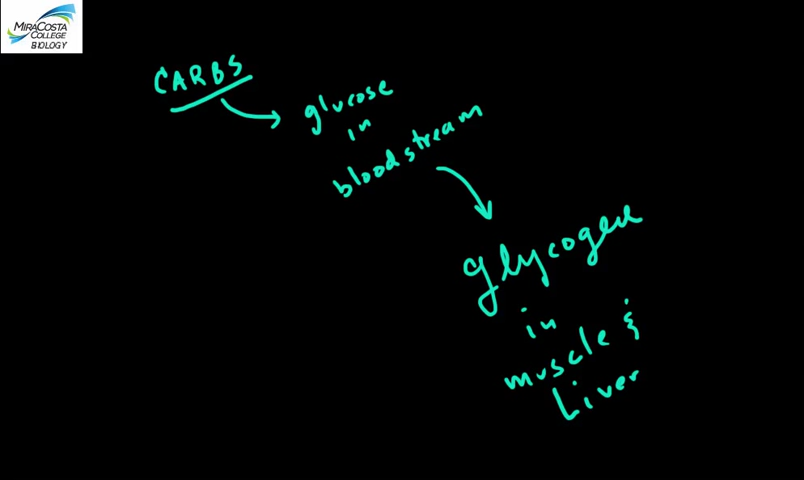 MIRACOSTA
COLLEGE
BIOLOGY
CARBS
glucose
in
bloodstream
glycogen
in
muscle &
Liver